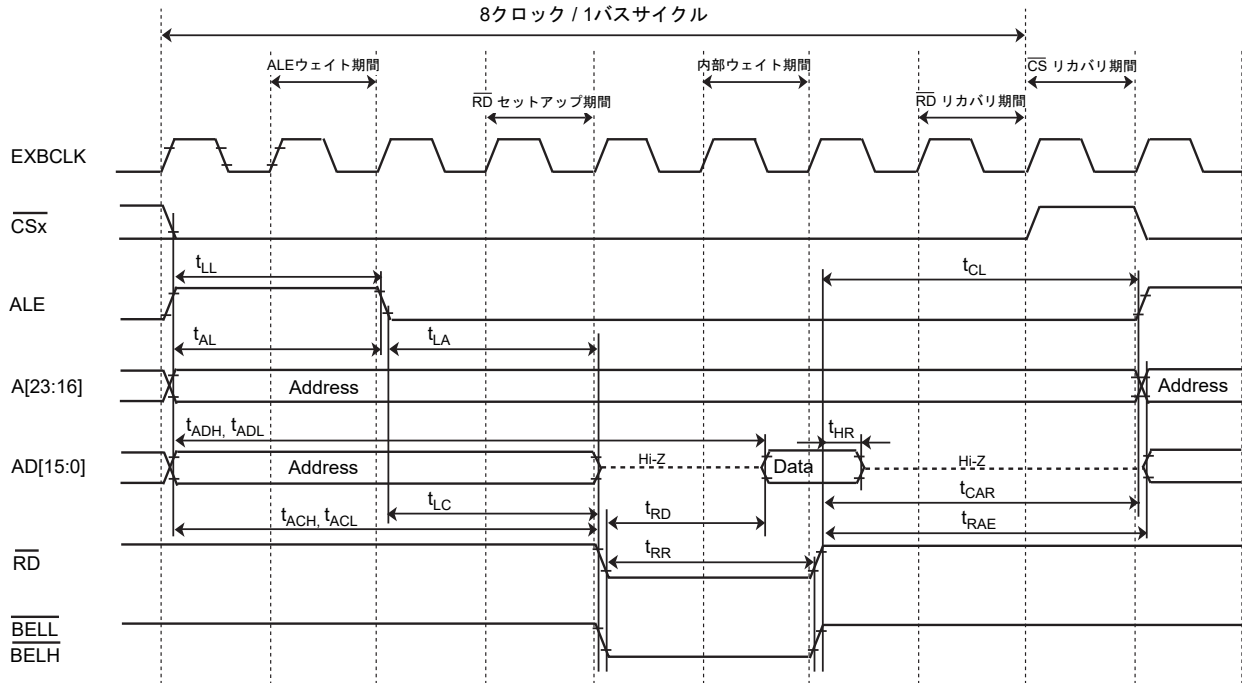 8クロック / 1バスサイクル
ALEウェイト期間
内部ウェイト期間
CS リカバリ期間
RD セットアップ期間
RD リカバリ期間
EXBCLK
CSx
tLL
tCL
ALE
tAL
tLA
A[23:16]
Address
Address
tADH, tADL
tHR
AD[15:0]
Address
Hi-Z
Data
Hi-Z
tLC
tRD
tCAR
tACH, tACL
tRAE
tRR
RD
BELL
BELH